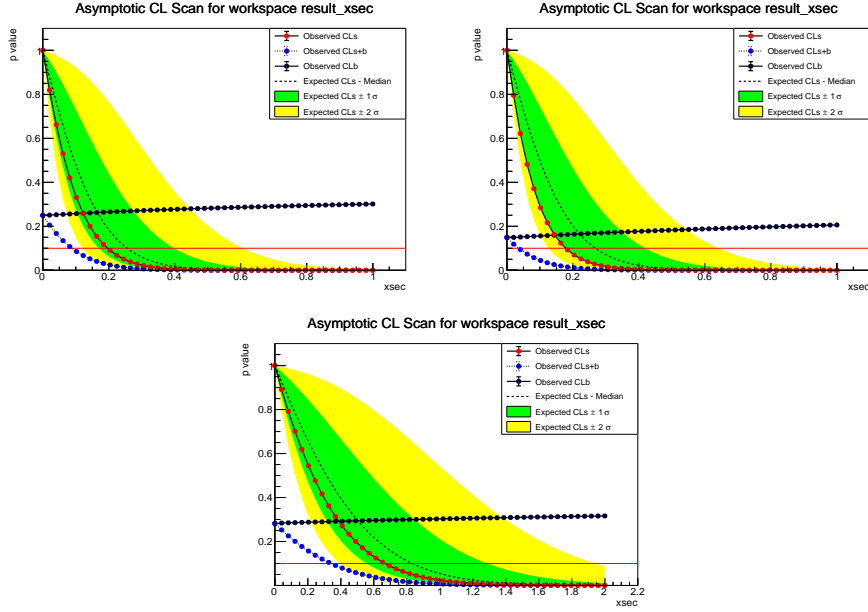 Asymptotic CL Scan for workspace result_xsec
p value
Observed CLs
Observed CLs+b
Observed CLb
Expected CLs - Median
Expected CLs ± 1 σ
Expected CLs ± 2 σ
1
0.8
0.6
0.4
0.2
0
0 0.2 0.4 0.6 0.8 1
xsec
Asymptotic CL Scan for workspace result_xsec
p value
Observed CLs
Observed CLs+b
Observed CLb
Expected CLs - Median
Expected CLs ± 1 σ
Expected CLs ± 2 σ
1
0.8
0.6
0.4
0.2
0
0 0.2 0.4 0.6 0.8 1
xsec
Asymptotic CL Scan for workspace result_xsec
p value
Observed CLs
Observed CLs+b
Observed CLb
Expected CLs - Median
Expected CLs ± 1 σ
Expected CLs ± 2 σ
1
0.8
0.6
0.4
0.2
0
0 0.2 0.4 0.6 0.8 1 1.2 1.4 1.6 1.8 2 2.2
xsec